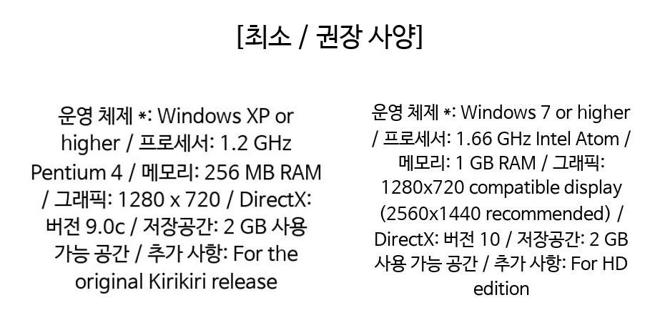 [최소 / 권장 사양]
운영 체제 *: Windows XP or
higher / 프로세서: 1.2 GHz
Pentium 4 / 메모리: 256 MB RAM
/ 그래픽: 1280 x 720 / DirectX:
버전 9.0c / 저장공간: 2 GB 사용
가능 공간 / 추가 사항: For the
original Kirikiri release
운영 체제 *: Windows 7 or higher
/ 프로세서: 1.66 GHz Intel Atom /
메모리: 1 GB RAM / 그래픽:
1280x720 compatible display
(2560x1440 recommended) /
DirectX: 버전 10 / 저장공간: 2 GB
사용 가능 공간 / 추가 사항: For HD
edition